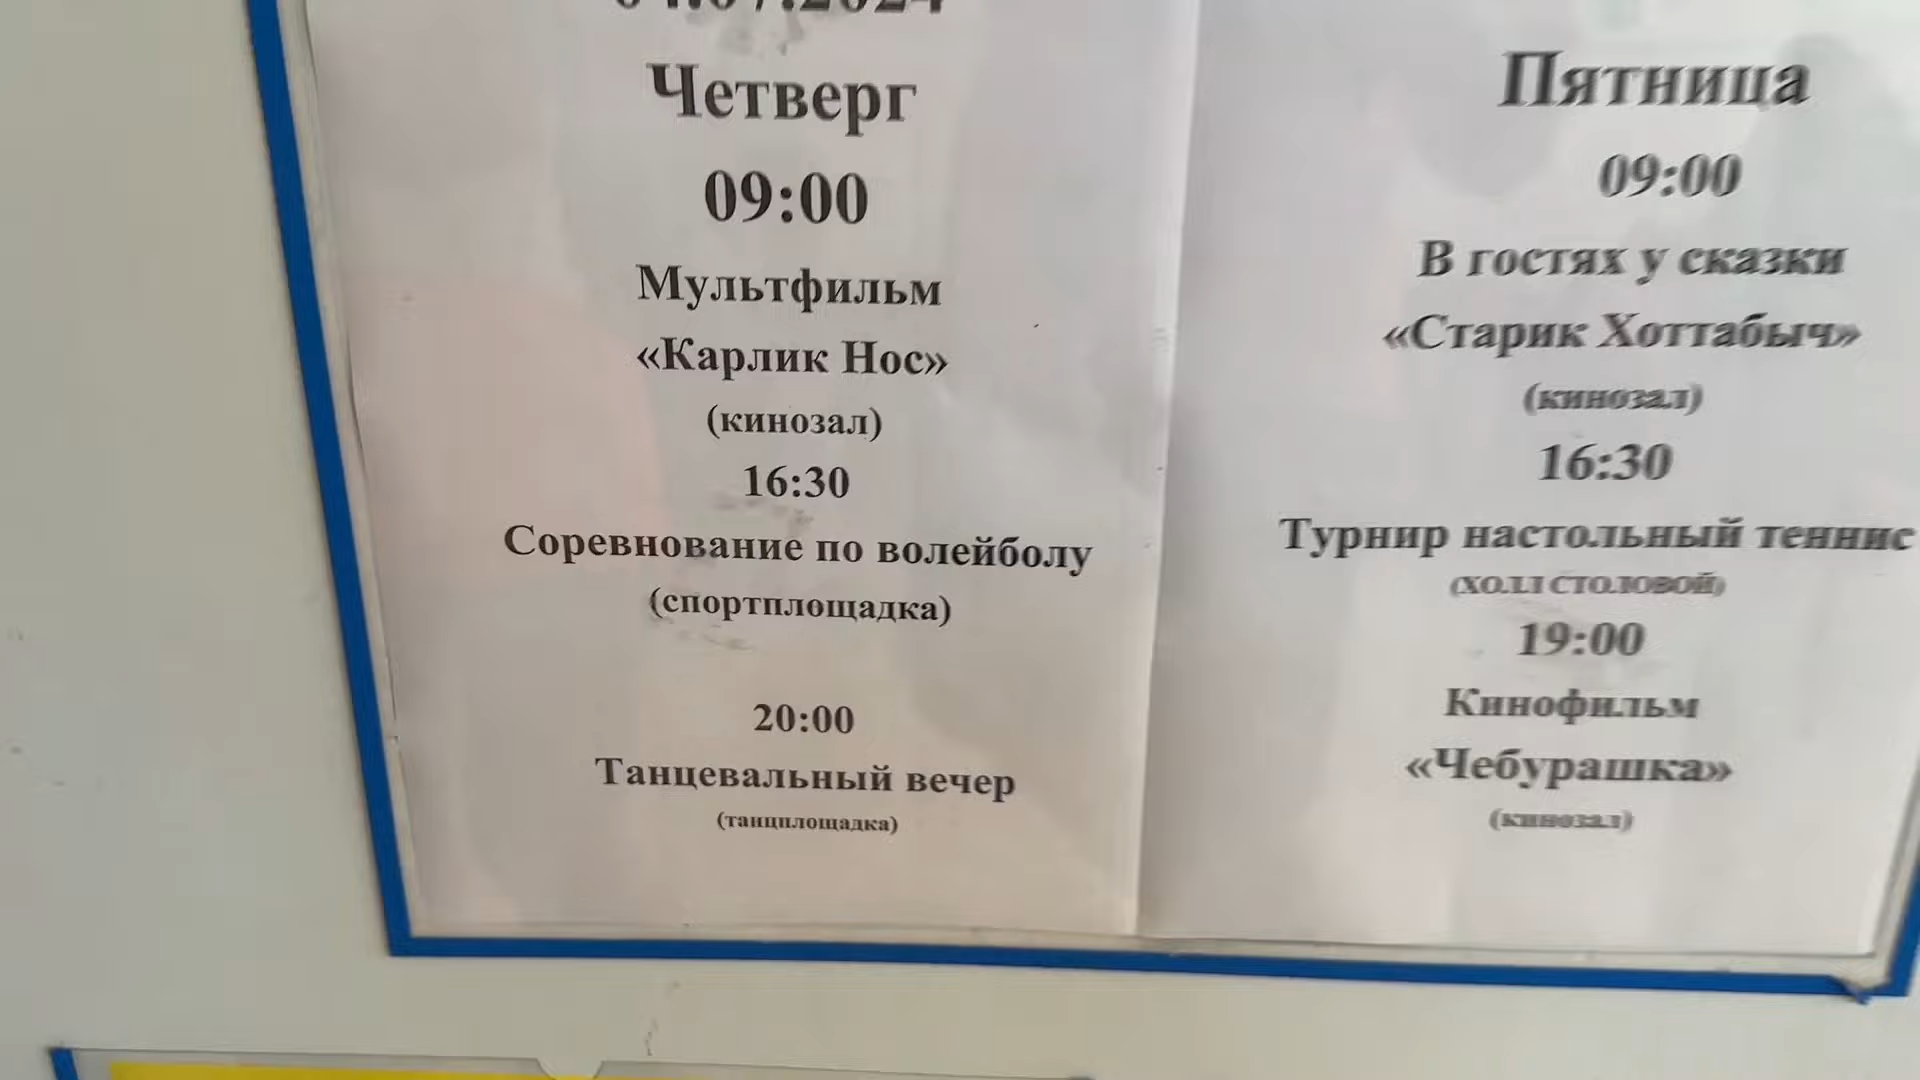 Четверг
09:00
Мультфильм
«Карлик Нос»
(кинозал)
16:30
Соревнование по волейболу
(спортплощадка)
20:00
Танцевальный вечер
(танцплощадка)
Пятница
09:00
В гостях у сказки
«Старик Хоттабыч»
(кинозал)
16:30
Турнир настольный теннис
(холл столовой)
19:00
Кинофильм
«Чебурашка»
(кинозал)